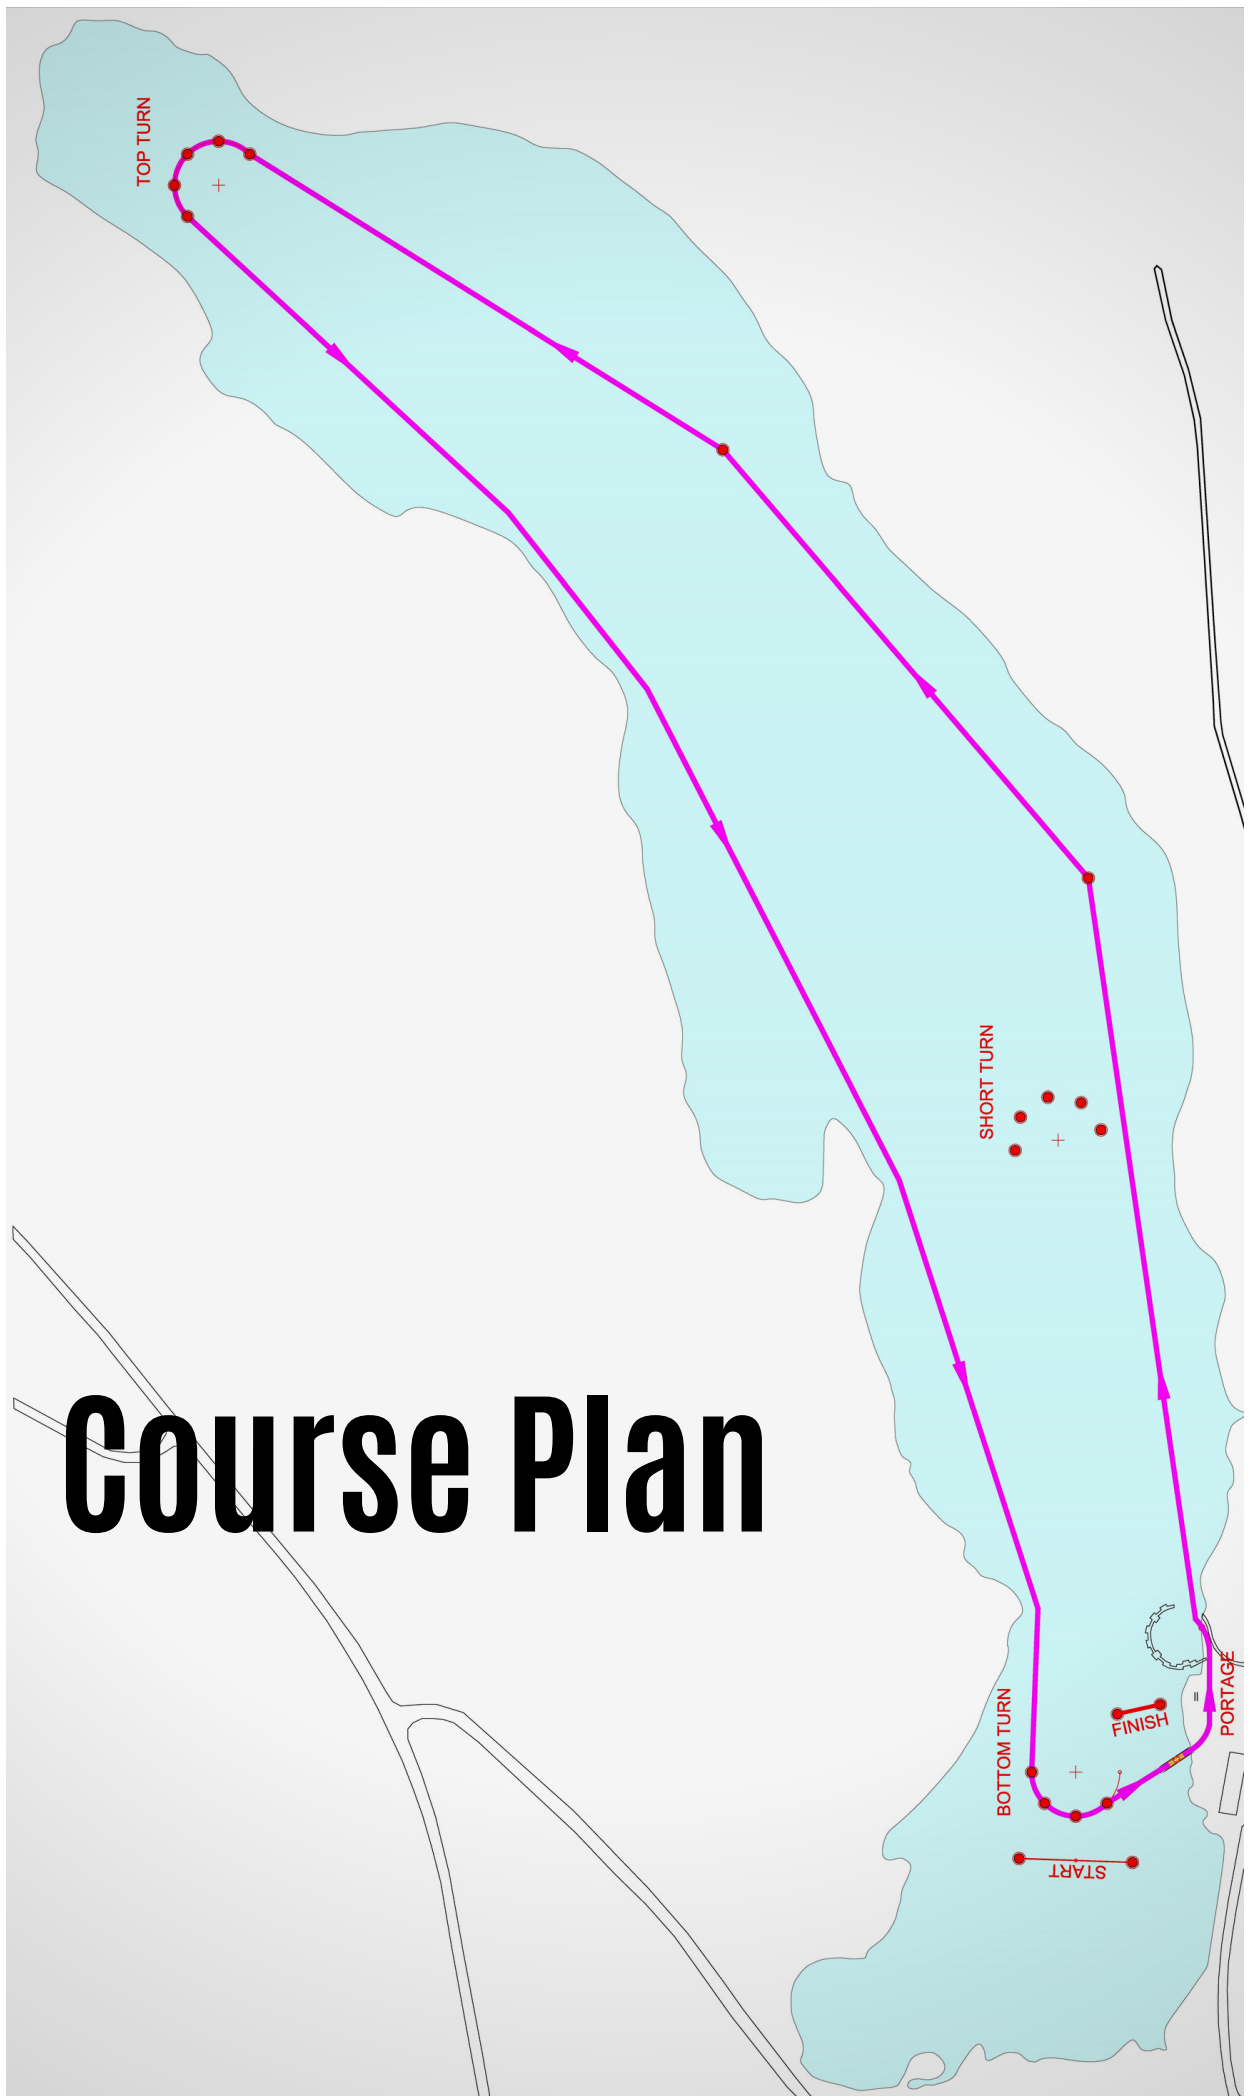 TOP TURN
SHORT TURN
Course Plan
PORTAGE
BOTTOM TURN
FINISH
START